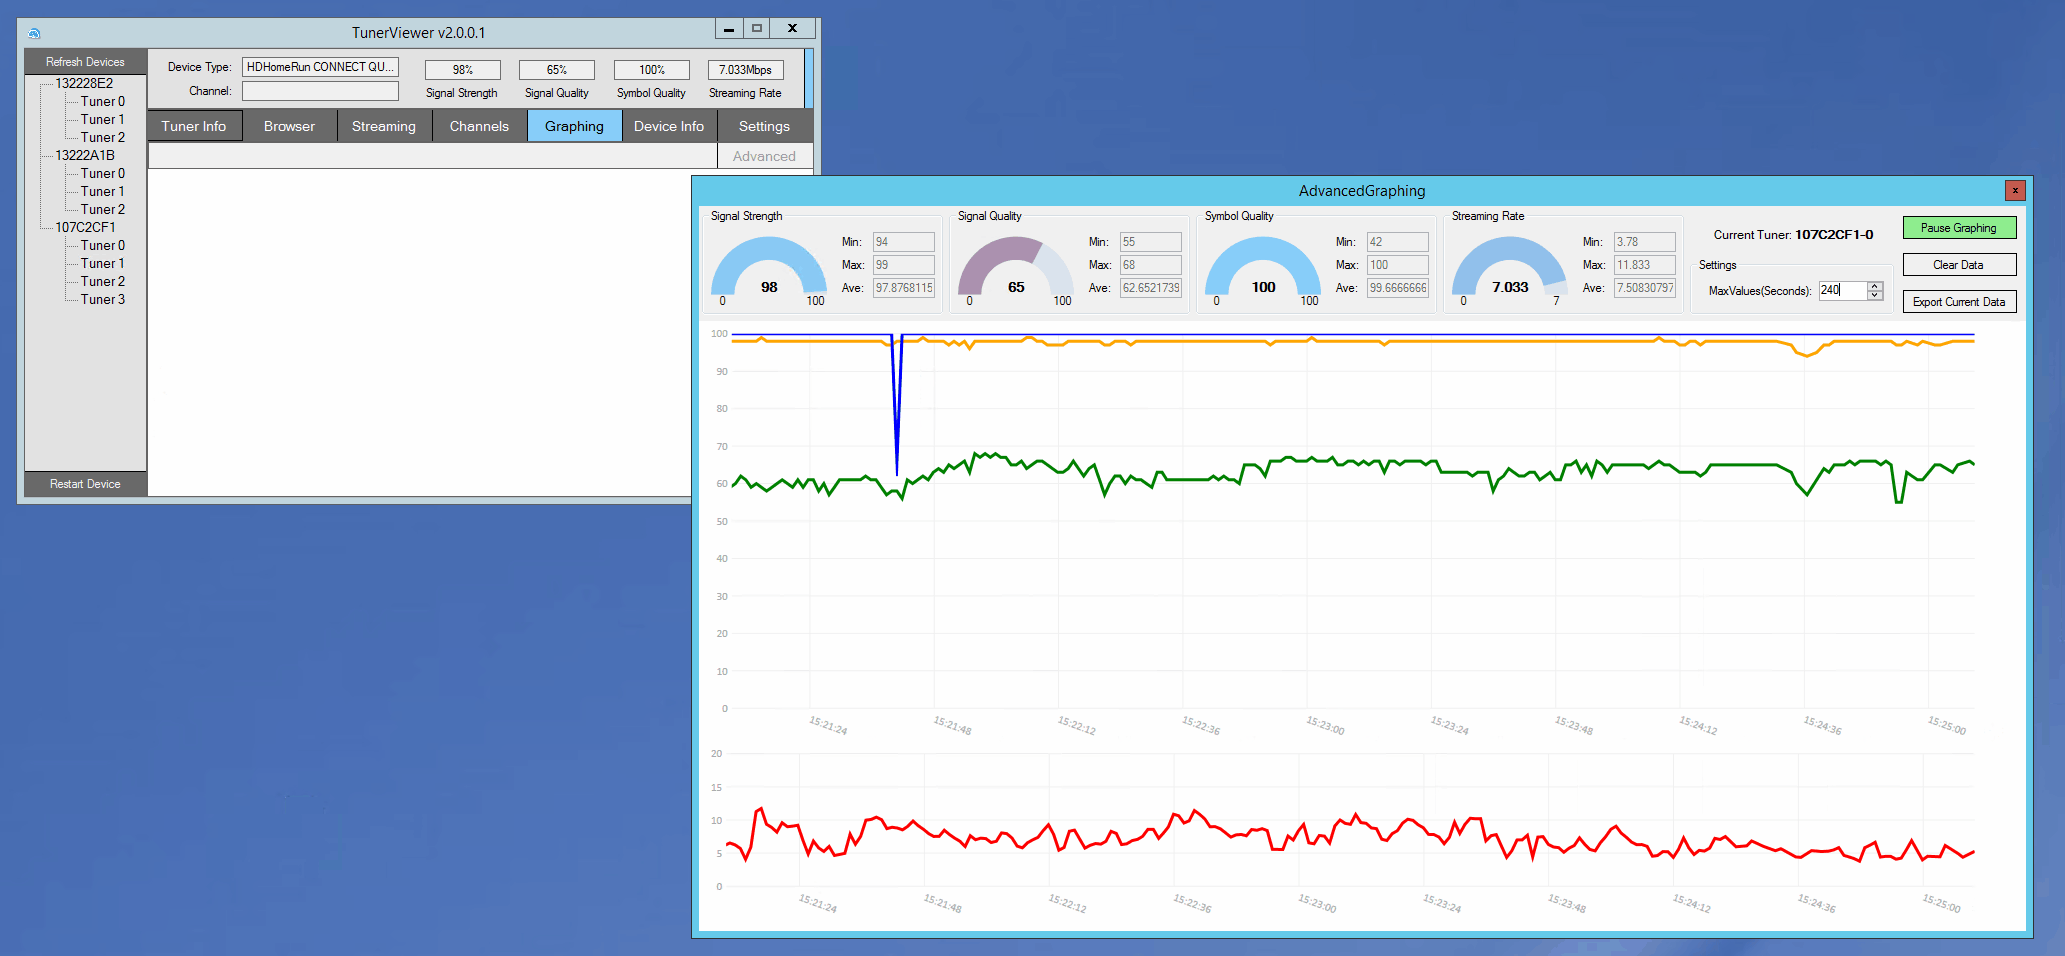 TunerViewer v2.0.0.1
Refresh Devices
132228E2
Tuner 0
Tuner 1
Tuner 2
13222A1B
Tuner 0
Tuner 1
Tuner 2
107C2CF1
Tuner 0
Tuner 1
Tuner 2
Tuner 3
Restart Device
Device Type: HDHomeRun CONNECT QU...
Channel:
98% 65% 100% 7.033Mbps
Signal Strength Signal Quality Symbol Quality Streaming Rate
Tuner Info Browser Streaming Channels Graphing Device Info Settings
Advanced
AdvancedGraphing
x
Signal Strength
98
0 100
Min: 94
Max: 99
Ave: 97.8768115
Signal Quality
65
0 100
Min: 55
Max: 68
Ave: 62.6521739
Symbol Quality
100
0 100
Min: 42
Max: 100
Ave: 99.6666666
Streaming Rate
7.033
0 7
Min: 3.78
Max: 11.833
Ave: 7.50830797
Current Tuner: 107C2CF1-0
Settings
MaxValues(Seconds): 240
Pause Graphing
Clear Data
Export Current Data
100
90
80
70
60
50
40
30
20
10
0
15:21:24 15:21:48 15:22:12 15:22:36 15:23:00 15:23:24 15:23:48 15:24:12 15:24:36 15:25:00
20
15
10
5
0
15:21:24 15:21:48 15:22:12 15:22:36 15:23:00 15:23:24 15:23:48 15:24:12 15:24:36 15:25:00